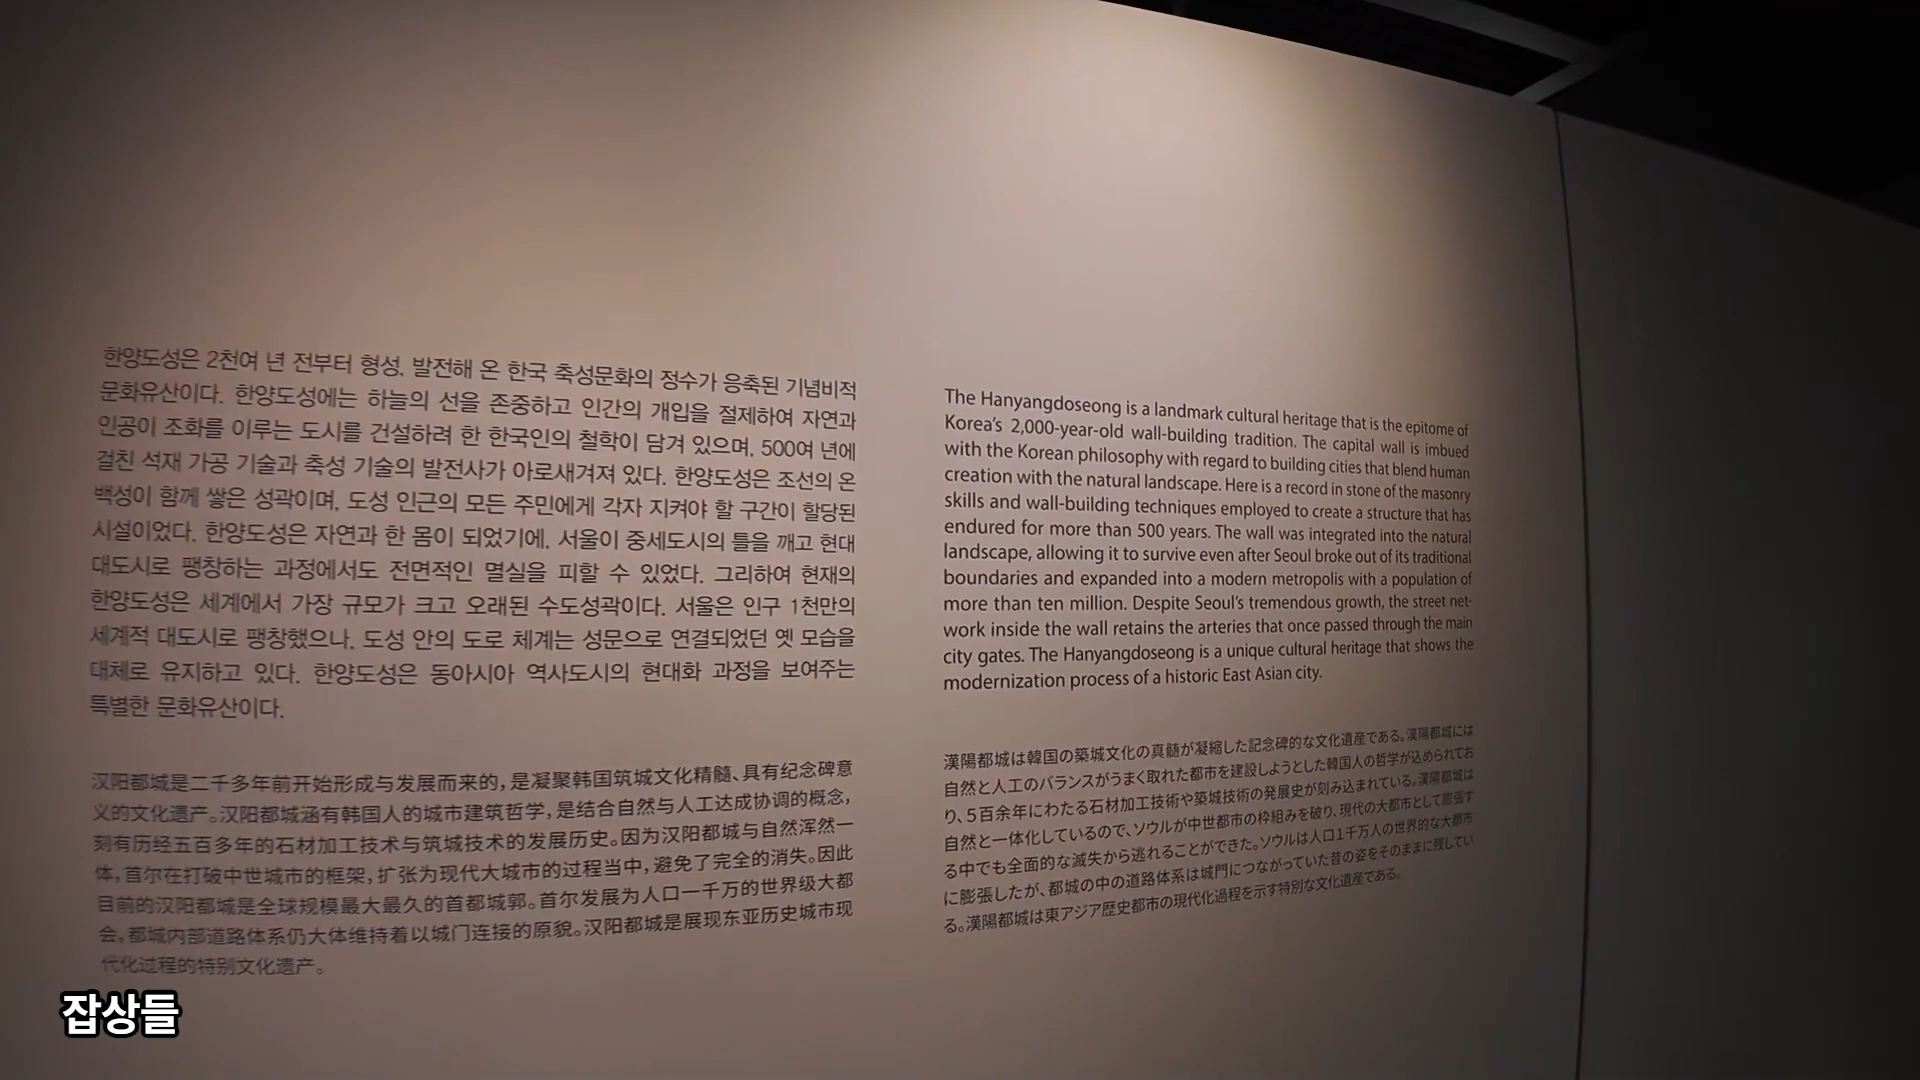 한양도성은 2천여 년 전부터 형성, 발전해 온 한국 축성문화의 정수가 응축된 기념비적
문화유산이다. 한양도성에는 하늘의 선을 존중하고 인간의 개입을 절제하여 자연과
인공이 조화를 이루는 도시를 건설하려 한 한국인의 철학이 담겨 있으며, 500여 년에
걸친 석재 가공 기술과 축성 기술의 발전사가 아로새겨져 있다. 한양도성은 조선의 온
백성이 함께 쌓은 성곽이며, 도성 인근의 모든 주민에게 각자 지켜야 할 구간이 할당된
시설이었다. 한양도성은 자연과 한 몸이 되었기에, 서울이 중세도시의 틀을 깨고 현대
대도시로 팽창하는 과정에서도 전면적인 멸실을 피할 수 있었다. 그리하여 현재의
한양도성은 세계에서 가장 규모가 크고 오래된 수도성곽이다. 서울은 인구 1천만의
세계적 대도시로 팽창했으나, 도성 안의 도로 체계는 성문으로 연결되었던 옛 모습을
대체로 유지하고 있다. 한양도성은 동아시아 역사도시의 현대화 과정을 보여주는
특별한 문화유산이다.
汉阳都城是二千多年前开始形成与发展而来的，是凝聚韩国筑城文化精髓、具有纪念碑意
义的文化遗产。汉阳都城涵有韩国人的城市建筑哲学，是结合自然与人工达成协调的概念，
刻有历经五百多年的石材加工技术与筑城技术的发展历史。因为汉阳都城与自然浑然一
体，首尔在打破中世城市的框架，扩张为现代大城市的过程当中，避免了完全的消失。因此
目前的汉阳都城是全球规模最大最久的首都城郭。首尔发展为人口一千万的世界级大都
会，都城内部道路体系仍大体维持着以城门连接的原貌。汉阳都城是展现东亚历史城市现
代化过程的特别文化遗产。
The Hanyangdoseong is a landmark cultural heritage that is the epitome of
Korea's 2,000-year-old wall-building tradition. The capital wall is imbued
with the Korean philosophy with regard to building cities that blend human
creation with the natural landscape. Here is a record in stone of the masonry
skills and wall-building techniques employed to create a structure that has
endured for more than 500 years. The wall was integrated into the natural
landscape, allowing it to survive even after Seoul broke out of its traditional
boundaries and expanded into a modern metropolis with a population of
more than ten million. Despite Seoul's tremendous growth, the street net-
work inside the wall retains the arteries that once passed through the main
city gates. The Hanyangdoseong is a unique cultural heritage that shows the
modernization process of a historic East Asian city.
漢陽都城は韓国の築城文化の真髄が凝縮した記念碑的な文化遺産である。漢陽都城には
自然と人工のバランスがうまく取れた都市を建設しようとした韓国人の哲学が込められてお
り、5百余年にわたる石材加工技術や築城技術の発展史が刻み込まれている。漢陽都城は
自然と一体化しているので、ソウルが中世都市の枠組みを破り、現代の大都市として膨張す
る中でも全面的な滅失から逃れることができた。ソウルは人口1千万人の世界的な大都市
に膨張したが、都城の中の道路体系は城門につながっていた昔の姿をそのままに残してい
る。漢陽都城は東アジア歴史都市の現代化過程を示す特別な文化遺産である。
잡상들